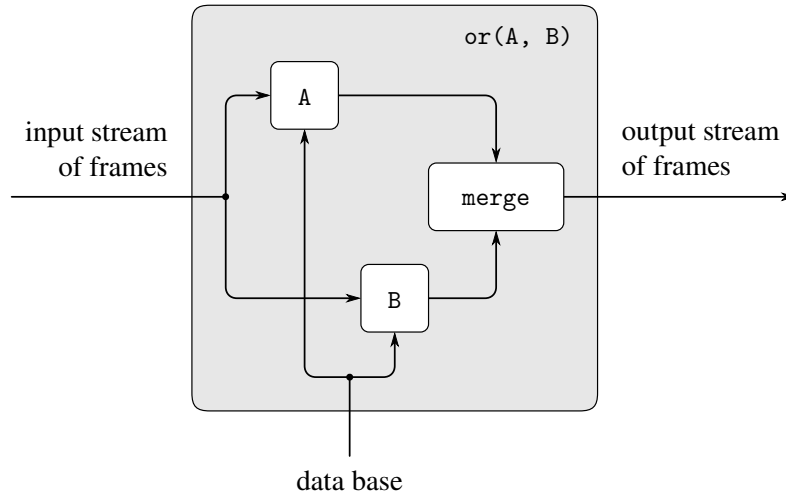 or(A, B)
A
input stream
of frames
output stream
of frames
merge
B
data base